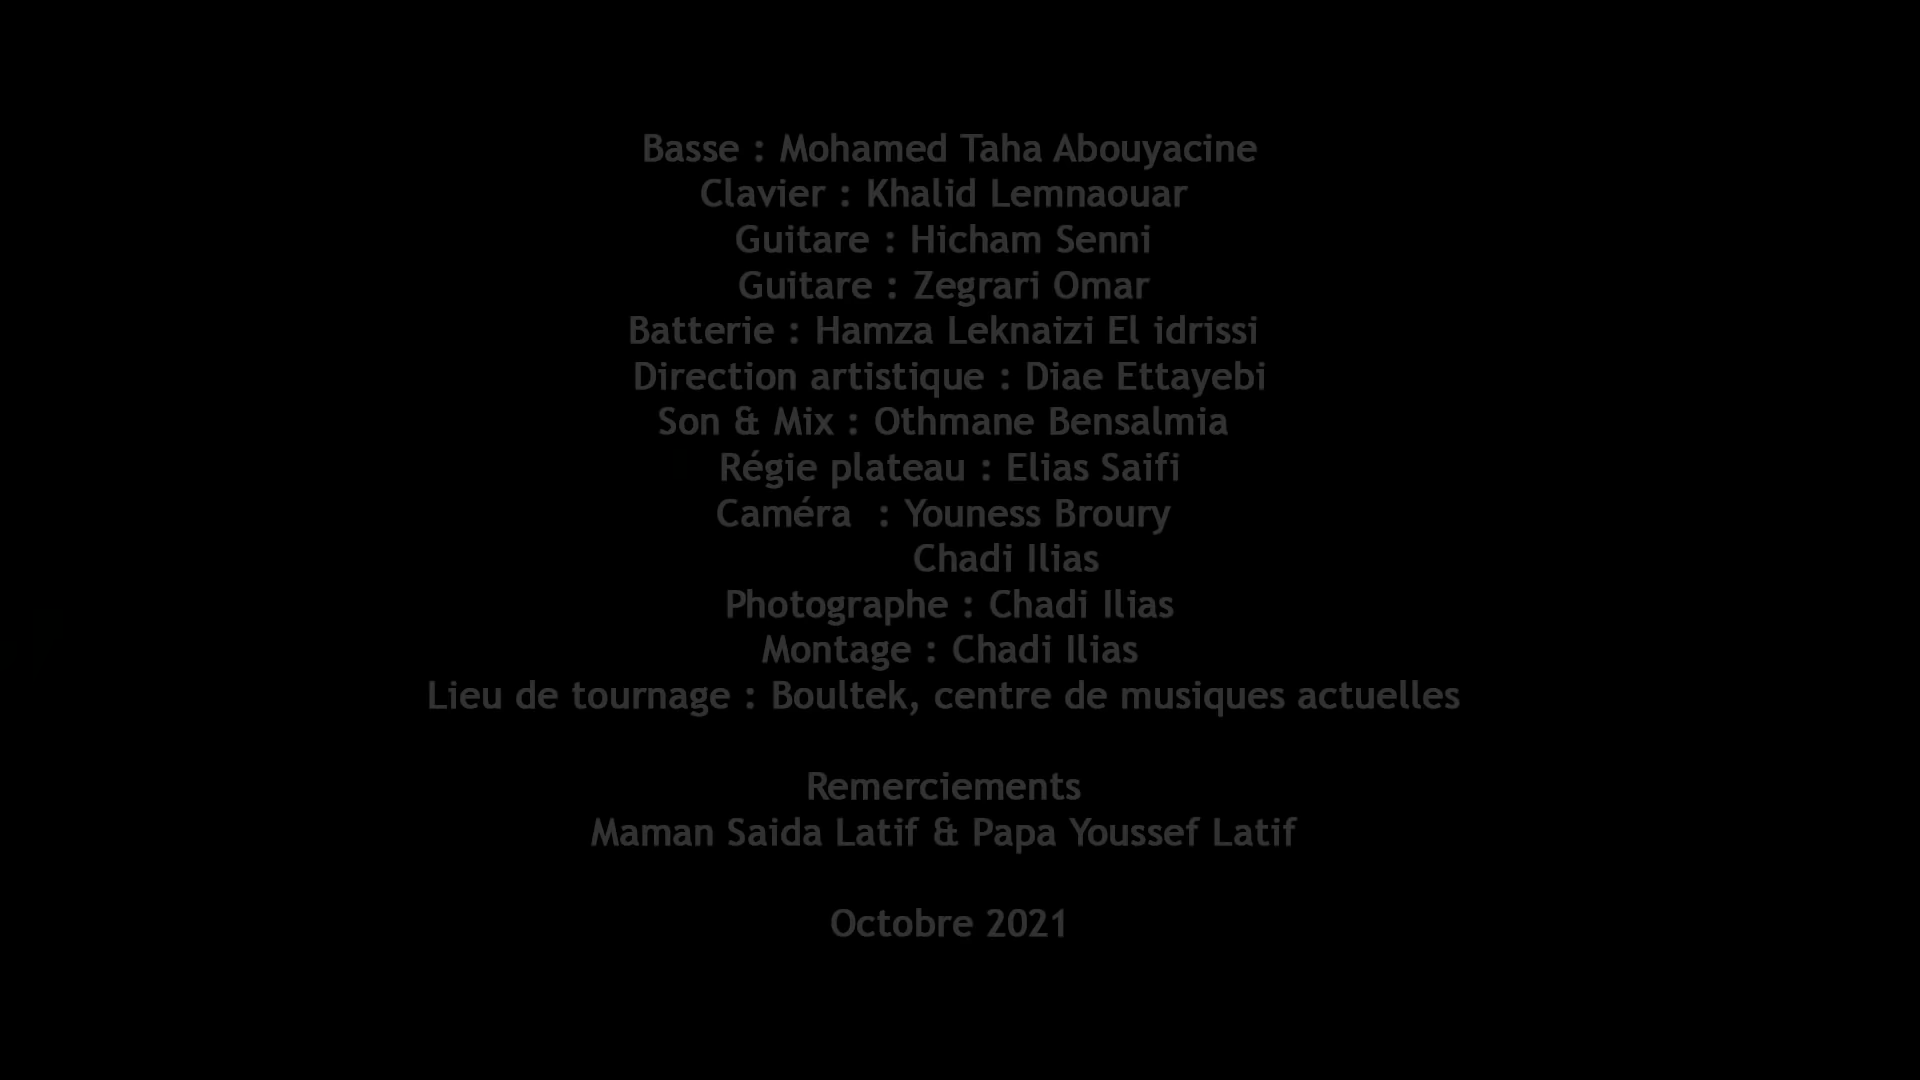 Basse : Mohamed Taha Abouyacine
Clavier : Khalid Lemnaouar
Guitare : Hicham Senni
Guitare : Zegrari Omar
Batterie : Hamza Leknaizi El idrissi
Direction artistique : Diae Ettayebi
Son & Mix : Othmane Bensalmia
Régie plateau : Elias Saifi
Caméra  : Youness Broury
Chadi Ilias
Photographe : Chadi Ilias
Montage : Chadi Ilias
Lieu de tournage : Boultek, centre de musiques actuelles
Remerciements
Maman Saida Latif & Papa Youssef Latif
Octobre 2021